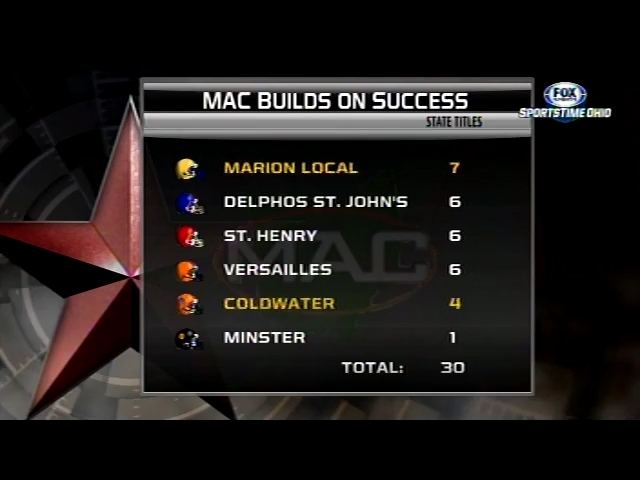 MAC BUILDS ON SUCCESS
STATE TITLES
FOX
SPORTSTIME OHIO
MARION LOCAL 7
DELPHOS ST. JOHN'S 6
ST. HENRY 6
VERSAILLES 6
COLDWATER 4
MINSTER 1
TOTAL: 30
MAC